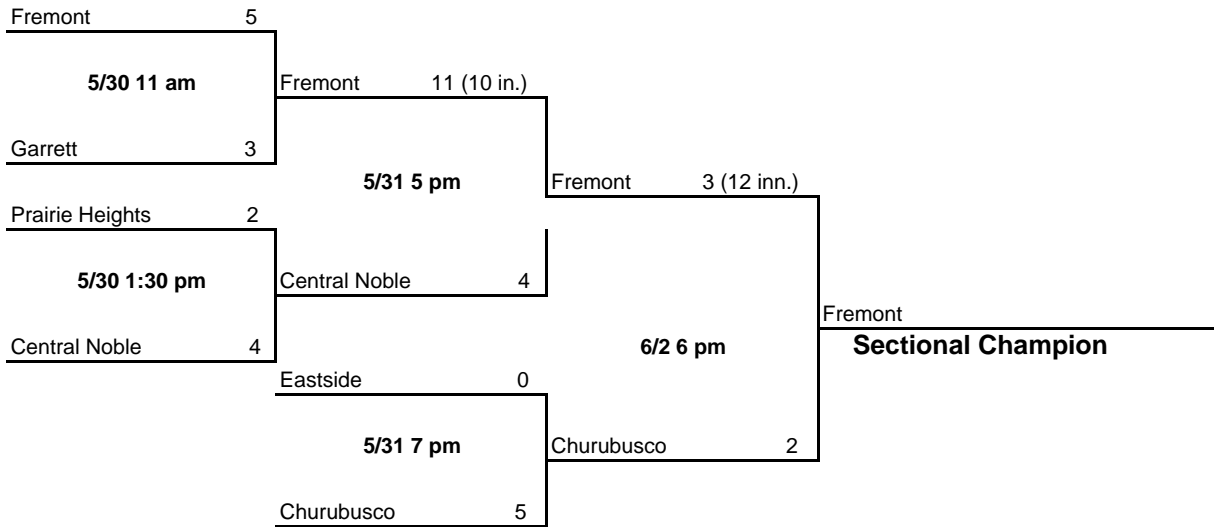 Fremont 5
5/30 11 am
Fremont 11 (10 in.)
Garrett 3
5/31 5 pm
Fremont 3 (12 inn.)
Prairie Heights 2
5/30 1:30 pm
Central Noble 4
Fremont
Central Noble 4
6/2 6 pm
Sectional Champion
Eastside 0
5/31 7 pm
Churubusco 2
Churubusco 5